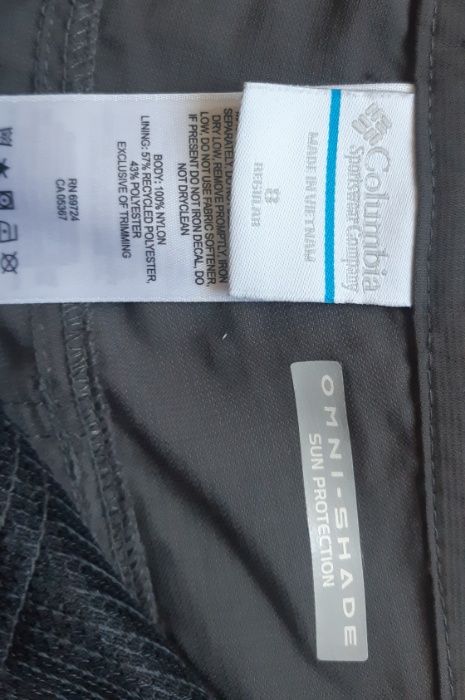 Columbia
Sportswear Company
MADE IN VIETNAM
8
REGULAR
DRY LOW. REMOVE PROMPTLY. IRON
LOW. DO NOT USE FABRIC SOFTENER.
IF PRESENT DO NOT IRON DECAL. DO
NOT DRYCLEAN
BODY: 100% NYLON
LINING: 57% RECYCLED POLYESTER,
43% POLYESTER
EXCLUSIVE OF TRIMMING
RN 69724
CA 05367
OMNI-SHADE
SUN PROTECTION